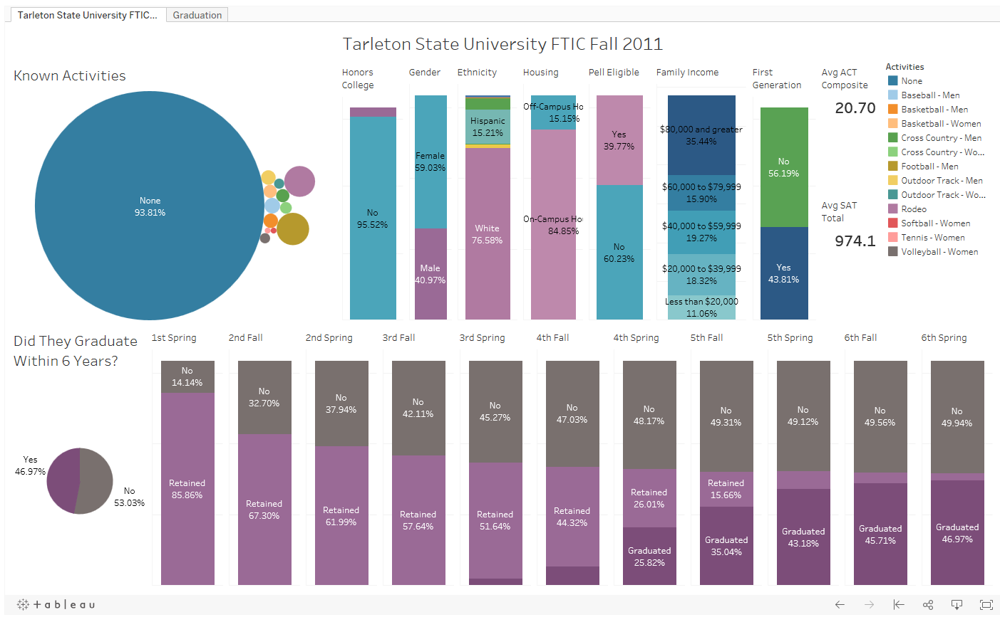 Tarleton State University FTIC...
Graduation
Tarleton State University FTIC Fall 2011
Known Activities
None
93.81%
Honors
College
No
95.52%
Gender
Female
59.03%
Male
40.97%
Ethnicity
Hispanic
15.21%
White
76.58%
Housing
Off-Campus Ho
15.15%
On-Campus Ho
84.85%
Pell Eligible
Yes
39.77%
No
60.23%
Family Income
$80,000 and greater
35.44%
$60,000 to $79,999
15.90%
$40,000 to $59,999
19.27%
$20,000 to $39,999
18.32%
Less than $20,000
11.06%
First
Generation
No
56.19%
Yes
43.81%
Avg ACT
Composite
20.70
Avg SAT
Total
974.1
Activities
None
Baseball - Men
Basketball - Men
Basketball - Women
Cross Country - Men
Cross Country - Wo...
Football - Men
Outdoor Track - Men
Outdoor Track - Wo...
Rodeo
Softball - Women
Tennis - Women
Volleyball - Women
Did They Graduate
Within 6 Years?
Yes
46.97%
No
53.03%
1st Spring
No
14.14%
Retained
85.86%
2nd Fall
No
32.70%
Retained
67.30%
2nd Spring
No
37.94%
Retained
61.99%
3rd Fall
No
42.11%
Retained
57.64%
3rd Spring
No
45.27%
Retained
51.64%
4th Fall
No
47.03%
Retained
44.32%
4th Spring
No
48.17%
Retained
26.01%
Graduated
25.82%
5th Fall
No
49.31%
Retained
15.66%
Graduated
35.04%
5th Spring
No
49.12%
Graduated
43.18%
6th Fall
No
49.56%
Graduated
45.71%
6th Spring
No
49.94%
Graduated
46.97%
+ableau